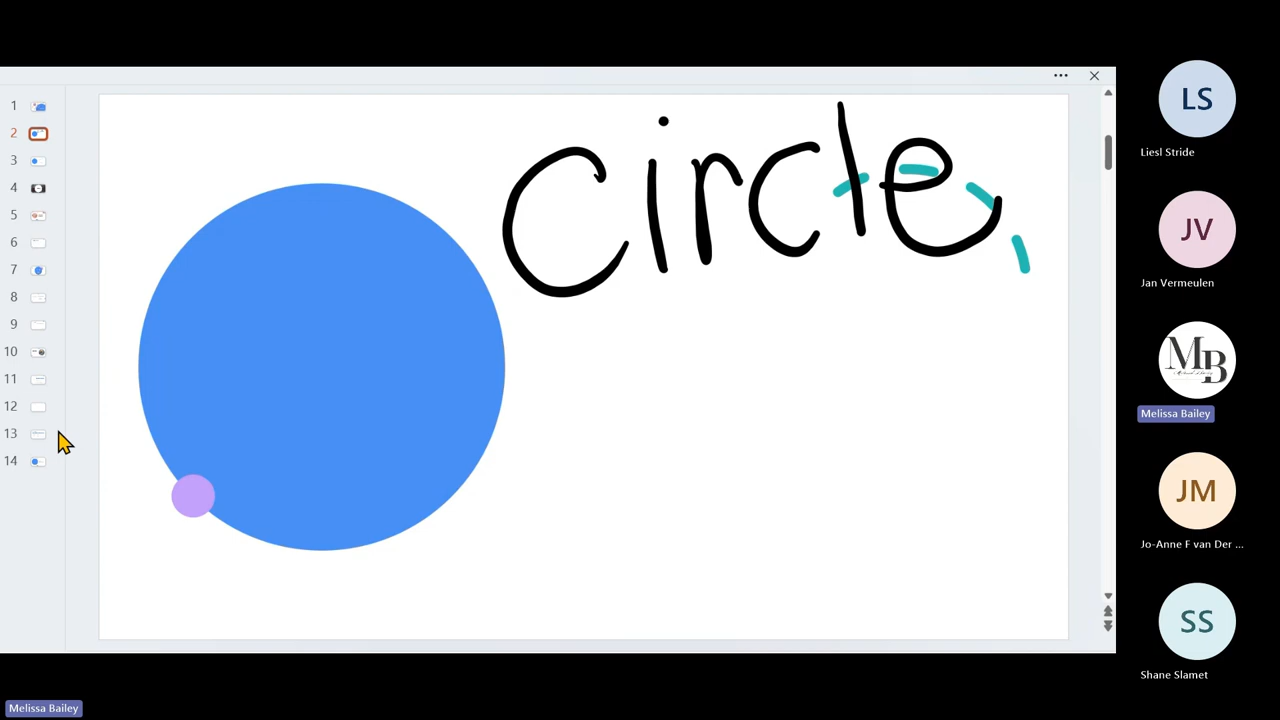 1
2
3
4
5
6
7
8
9
10
11
12
13
14
Circle
LS
Liesl Stride
JV
Jan Vermeulen
MB
Melissa Bailey
JM
Jo-Anne F van Der ...
SS
Shane Slamet
Melissa Bailey